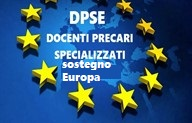 DPSE
DOCENTI PRECARI
SPECIALIZZATI
sostegno
Europa